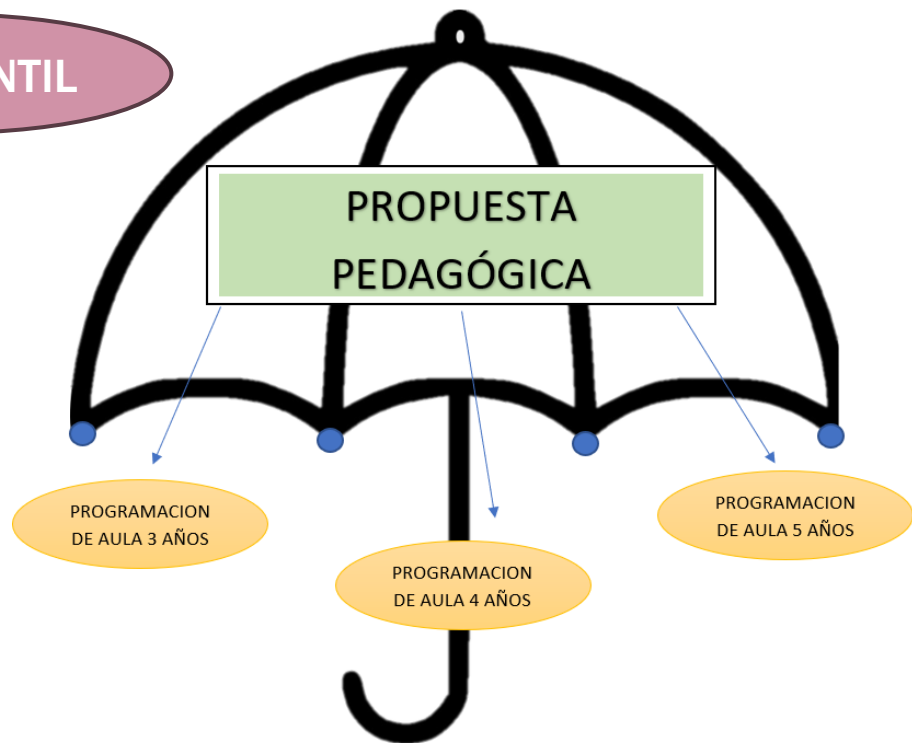 NTIL
PROPUESTA
PEDAGÓGICA
PROGRAMACION
DE AULA 3 AÑOS
PROGRAMACION
DE AULA 4 AÑOS
PROGRAMACION
DE AULA 5 AÑOS